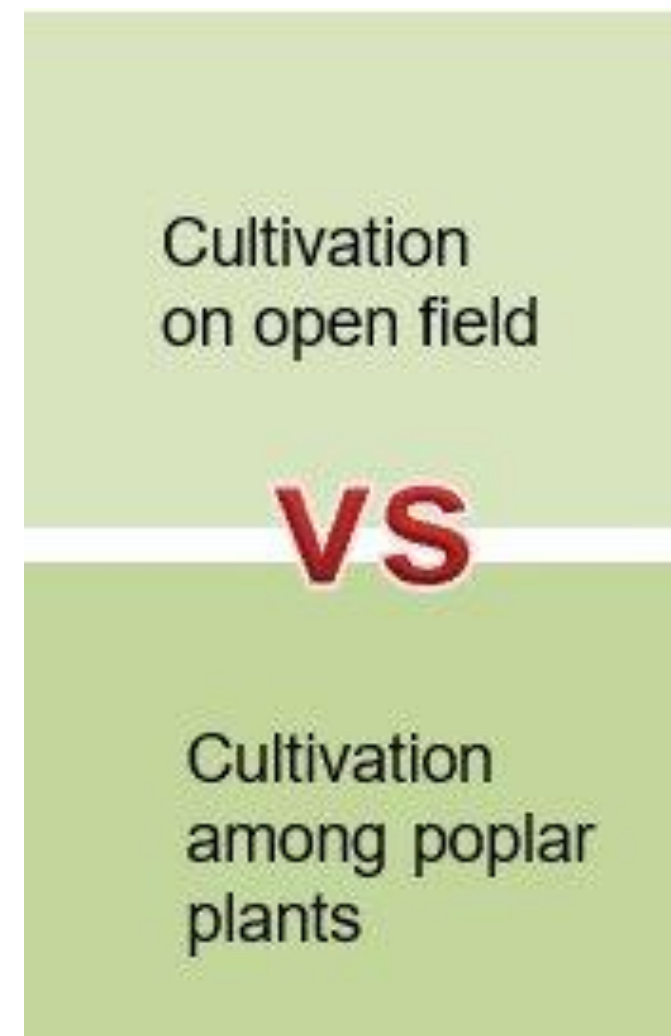 Cultivation
on open field
VS
Cultivation
among poplar
plants